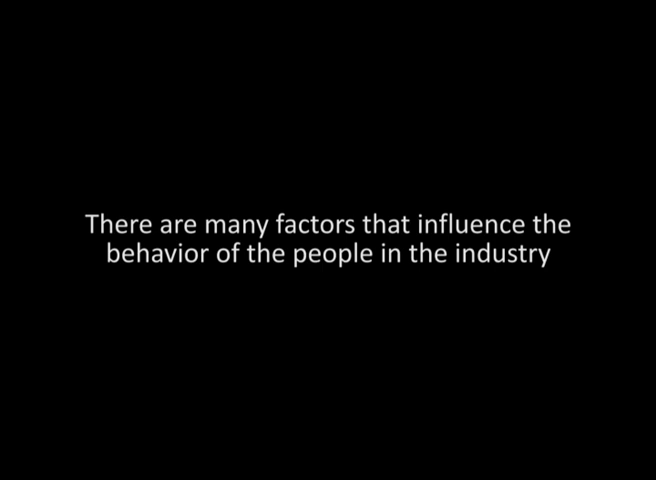 There are many factors that influence the
behavior of the people in the industry